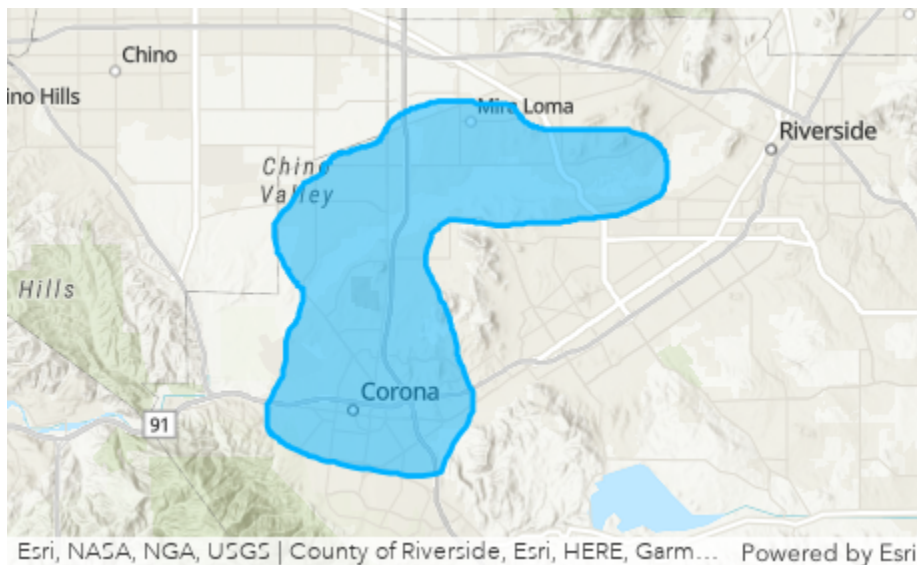 Chino
ino Hills
Mira Loma
Riverside
Chino
Valley
Hills
Corona
91
Esri, NASA, NGA, USGS | County of Riverside, Esri, HERE, Garm...
Powered by Esri